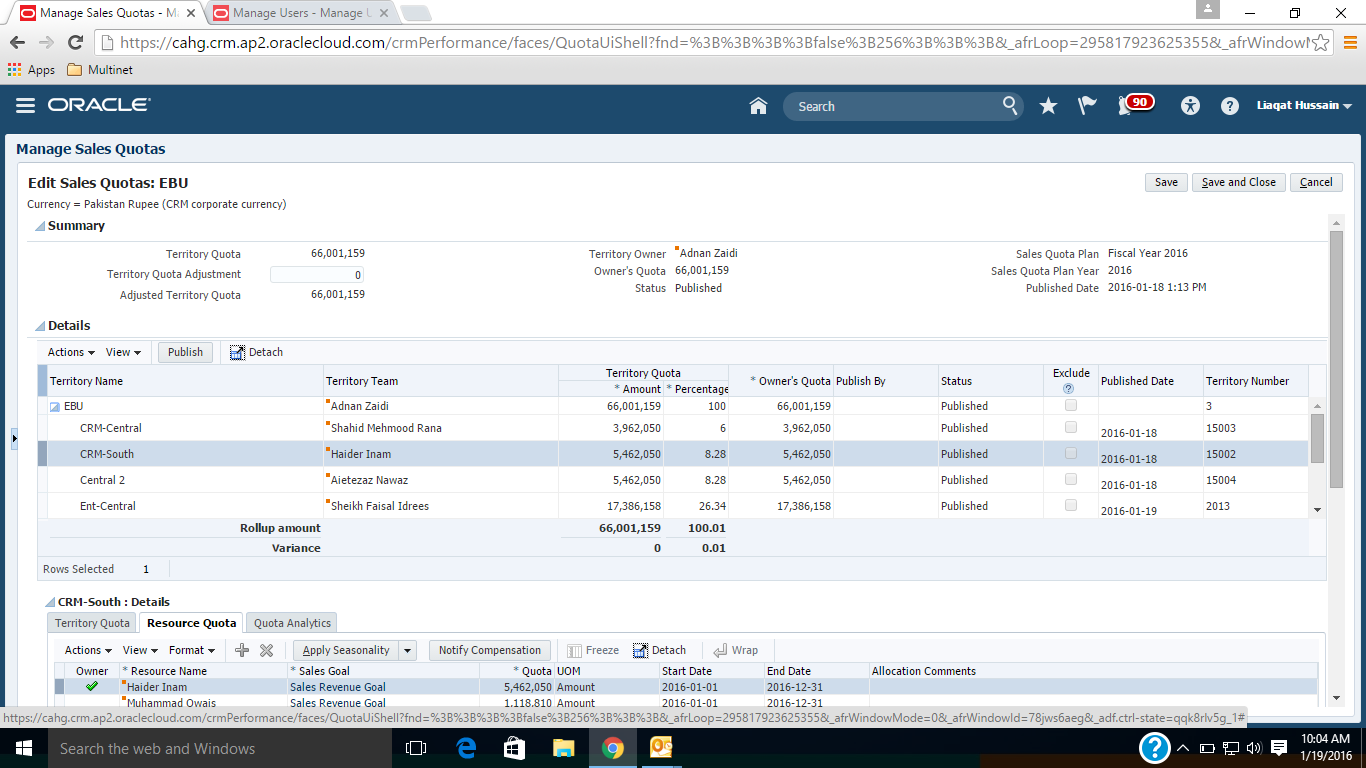 Manage Sales Quotas - Ma
Manage Users - Manage U
https://cahg.crm.ap2.oraclecloud.com/crmPerformance/faces/QuotaUiShell?fnd=%3B%3B%3B%3Bfalse%3B256%3B%3B%3B&_afrLoop=295817923625355&_afrWindowM
Apps Multinet
ORACLE Search 90 Liaqat Hussain
Manage Sales Quotas
Edit Sales Quotas: EBU Save Save and Close Cancel
Currency = Pakistan Rupee (CRM corporate currency)
Summary
Territory Quota 66,001,159 Territory Owner Adnan Zaidi Sales Quota Plan Fiscal Year 2016
Territory Quota Adjustment 0 Owner's Quota 66,001,159 Sales Quota Plan Year 2016
Adjusted Territory Quota 66,001,159 Status Published Published Date 2016-01-18 1:13 PM
Details
Actions View Publish Detach
Territory Name Territory Team Territory Quota * Owner's Quota Publish By Status Exclude Published Date Territory Number
* Amount * Percentage ?
EBU Adnan Zaidi 66,001,159 100 66,001,159 Published 3
CRM-Central Shahid Mehmood Rana 3,962,050 6 3,962,050 Published 2016-01-18 15003
CRM-South Haider Inam 5,462,050 8.28 5,462,050 Published 2016-01-18 15002
Central 2 Aietezaz Nawaz 5,462,050 8.28 5,462,050 Published 2016-01-18 15004
Ent-Central Sheikh Faisal Idrees 17,386,158 26.34 17,386,158 Published 2016-01-19 2013
Rollup amount 66,001,159 100.01
Variance 0 0.01
Rows Selected 1
CRM-South : Details
Territory Quota Resource Quota Quota Analytics
Actions View Format Apply Seasonality Notify Compensation Freeze Detach Wrap
Owner * Resource Name * Sales Goal * Quota UOM Start Date End Date Allocation Comments
Haider Inam Sales Revenue Goal 5,462,050 Amount 2016-01-01 2016-12-31
Muhammad Owais Sales Revenue Goal 1,118,810 Amount 2016-01-01 2016-12-31
https://cahg.crm.ap2.oraclecloud.com/crmPerformance/faces/QuotaUiShell?fnd=%3B%3B%3B%3Bfalse%3B256%3B%3B%3B&_afrLoop=295817923625355&_afrWindowMode=0&_afrWindowId=78jws6aeg&_adf.ctrl-state=qqk8rlv5g_1#
Search the web and Windows
10:04 AM
1/19/2016